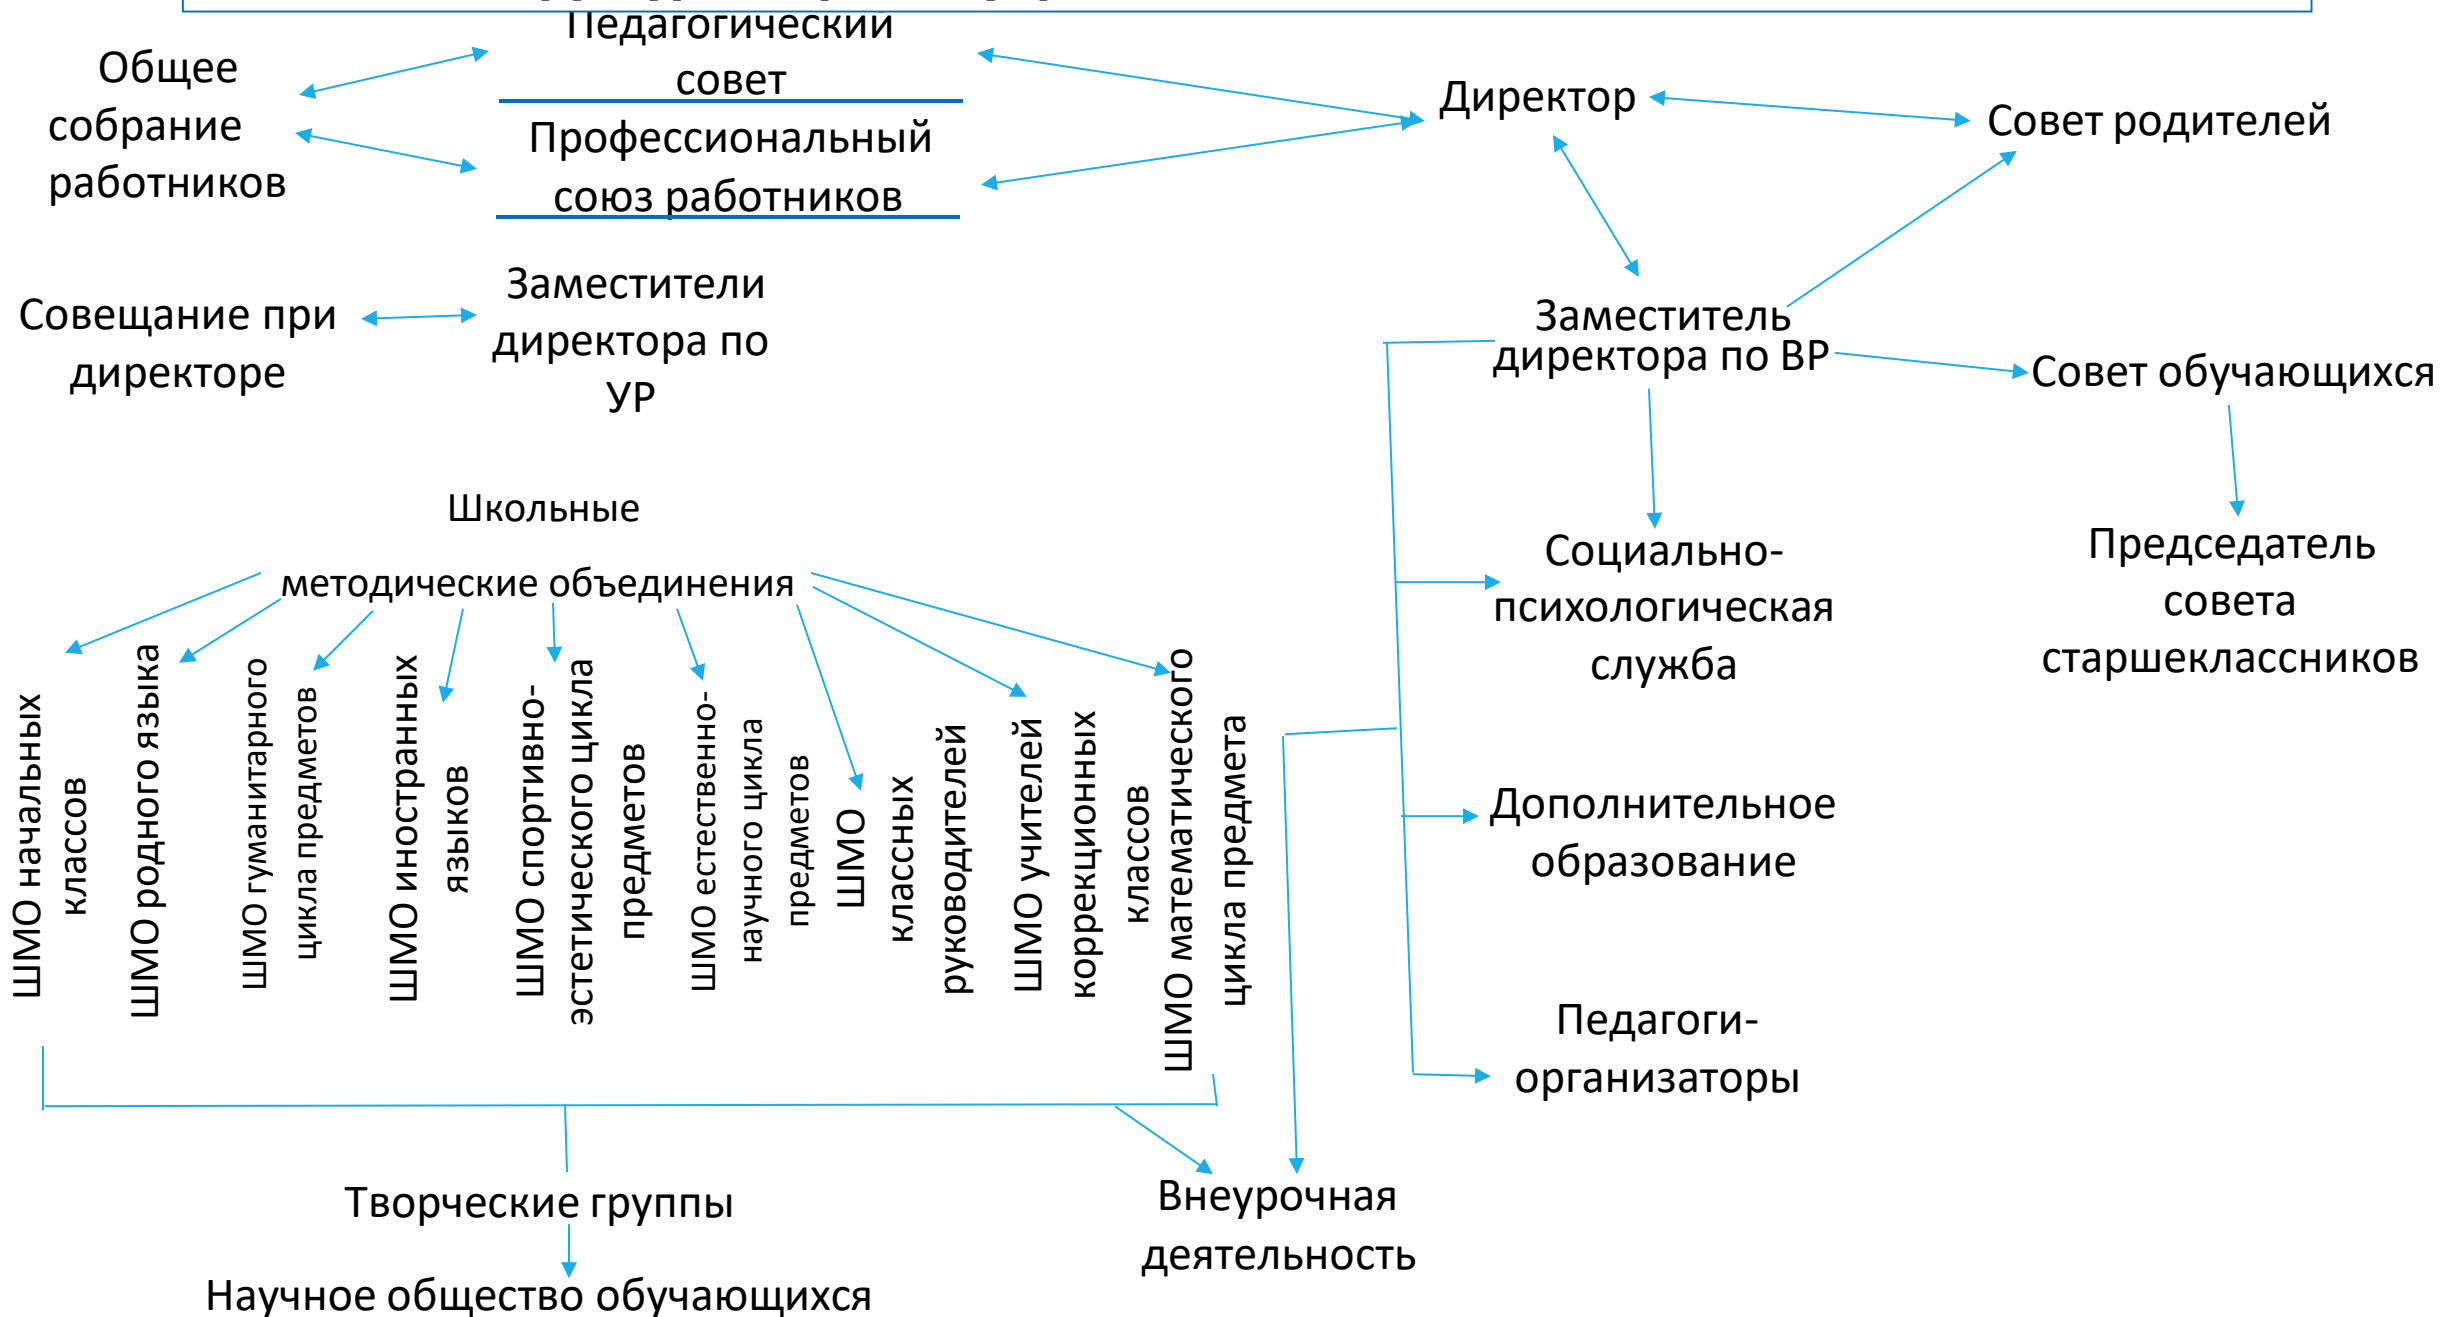 Педагогический
совет
Общее
собрание
работников
Профессиональный
союз работников
Директор
Совет родителей
Совещание при
директоре
Заместители
директора по
УР
Заместитель
директора по ВР
Совет обучающихся
Школьные
методические объединения
Социально-
психологическая
служба
Председатель
совета
старшеклассников
ШМО начальных
классов
ШМО родного языка
ШМО гуманитарного
цикла предметов
ШМО иностранных
языков
ШМО спортивно-
эстетического цикла
предметов
ШМО естественно-
научного цикла
предметов
ШМО
классных
руководителей
ШМО учителей
коррекционных
классов
ШМО математического
цикла предмета
Дополнительное
образование
Педагоги-
организаторы
Творческие группы
Внеурочная
деятельность
Научное общество обучающихся